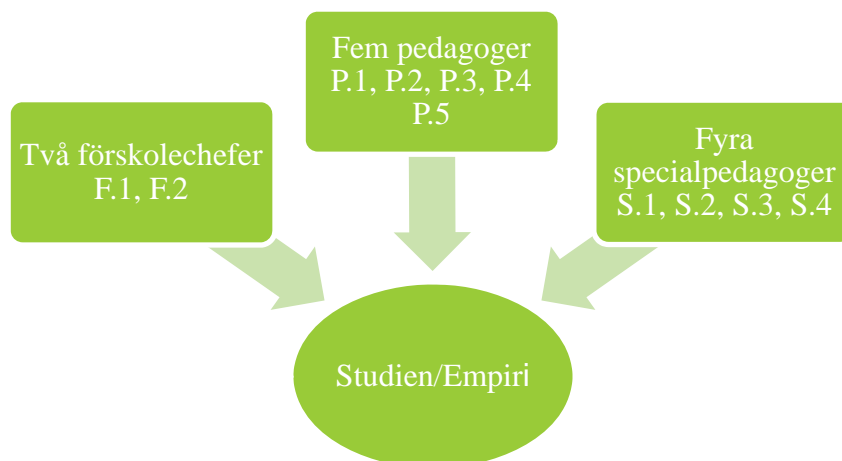 Fem pedagoger
P.1, P.2, P.3, P.4
P.5
Två förskolechefer
F.1, F.2
Fyra
specialpedagoger
S.1, S.2, S.3, S.4
Studien/Empiri